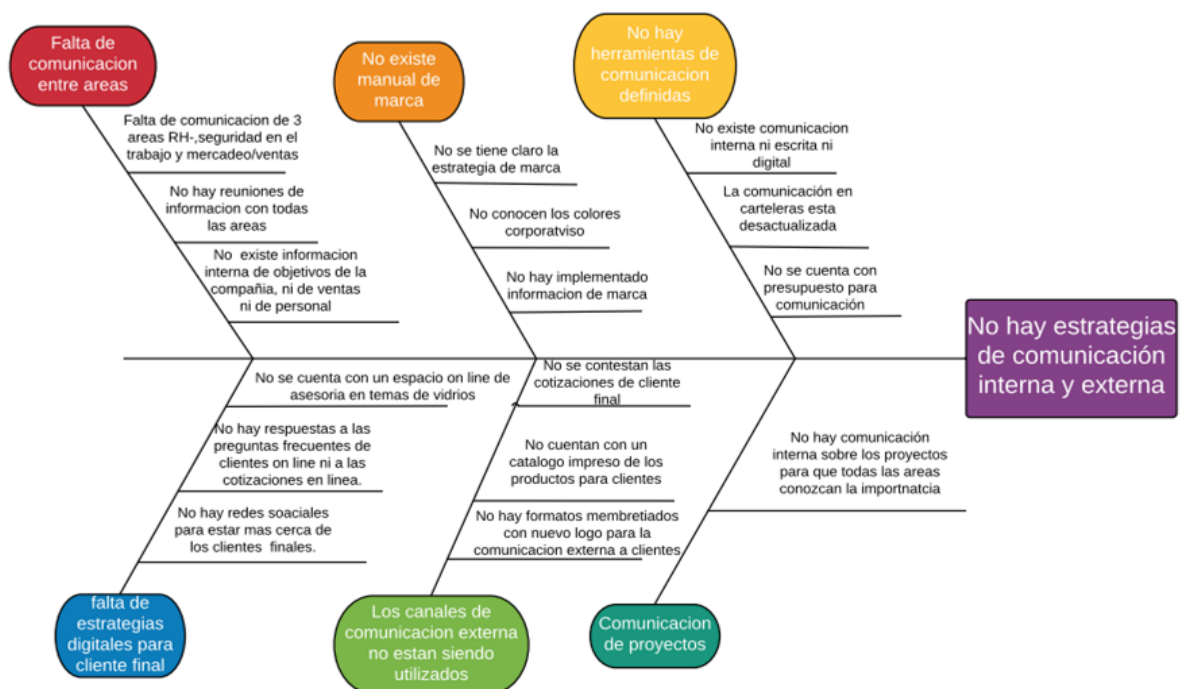 Falta de
comunicacion
entre areas
No existe
manual de
marca
No hay
herramientas de
comunicacion
definidas
Falta de comunicacion de 3
areas RH-,seguridad en el
trabajo y mercadeo/ventas
No hay reuniones de
informacion con todas
las areas
No existe informacion
interna de objetivos de la
compañia, ni de ventas
ni de personal
No se tiene claro la
estrategia de marca
No conocen los colores
corporatviso
No hay implementado
informacion de marca
No existe comunicacion
interna ni escrita ni
digital
La comunicación en
carteleras esta
desactualizada
No se cuenta con
presupuesto para
comunicación
No hay estrategias
de comunicación
interna y externa
No se cuenta con un espacio on line de
asesoria en temas de vidrios
No hay respuestas a las
preguntas frecuentes de
clientes on line ni a las
cotizaciones en linea.
No hay redes soaciales
para estar mas cerca de
los clientes finales.
No se contestan las
cotizaciones de cliente
final
No cuentan con un
catalogo impreso de los
productos para clientes
No hay formatos membretiados
con nuevo logo para la
comunicacion externa a clientes
No hay comunicación
interna sobre los proyectos
para que todas las areas
conozcan la importnatcia
falta de
estrategias
digitales para
cliente final
Los canales de
comunicacion externa
no estan siendo
utilizados
Comunicacion
de proyectos